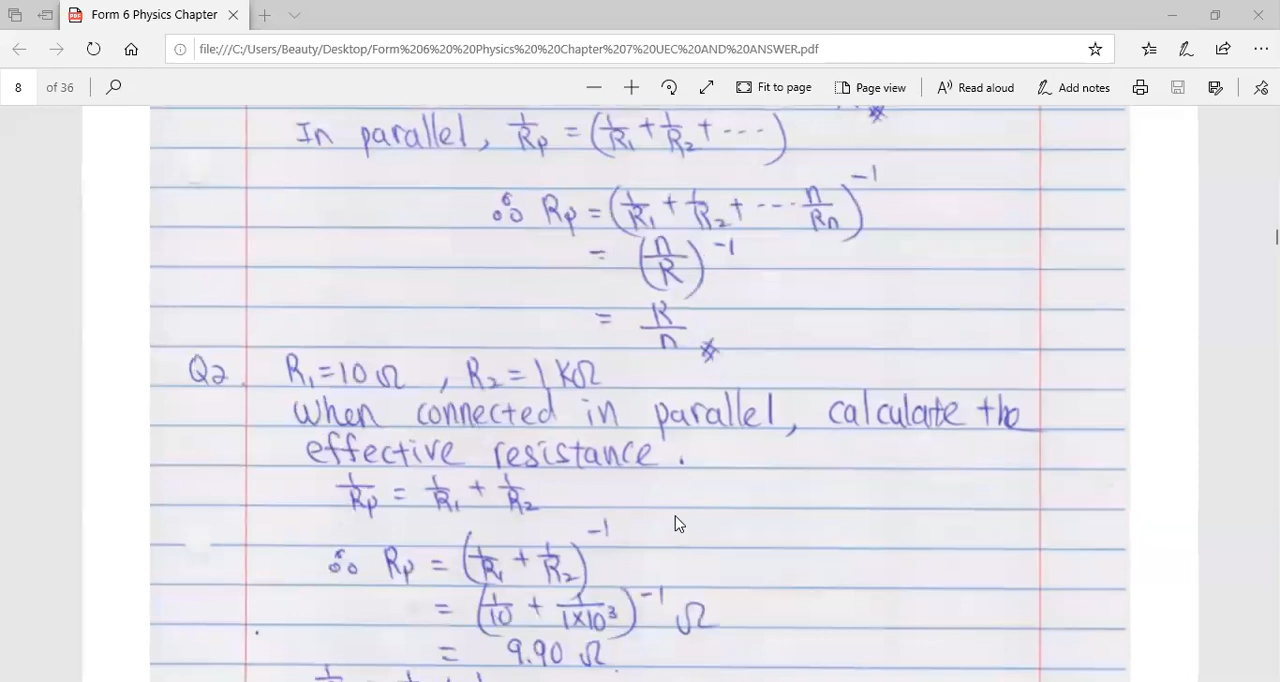 Form 6 Physics Chapter
file:///C:/Users/Beauty/Desktop/Form%206%20%20Physics%20%20Chapter%207%20UEC%20AND%20ANSWER.pdf
8 of 36 Fit to page Page view Read aloud Add notes
In parallel, 1/Rp = (1/R₁ + 1/R₂ + ---)
∴ Rp = (1/R₁ + 1/R₂ + --- n/Rn)⁻¹
= (n/R)⁻¹
= R/n *
Q2. R₁ = 10 Ω , R₂ = 1 KΩ
When connected in parallel, calculate the
effective resistance.
1/Rp = 1/R₁ + 1/R₂
∴ Rp = (1/R₁ + 1/R₂)⁻¹
= (1/10 + 1/1×10³)⁻¹ Ω
= 9.90 Ω